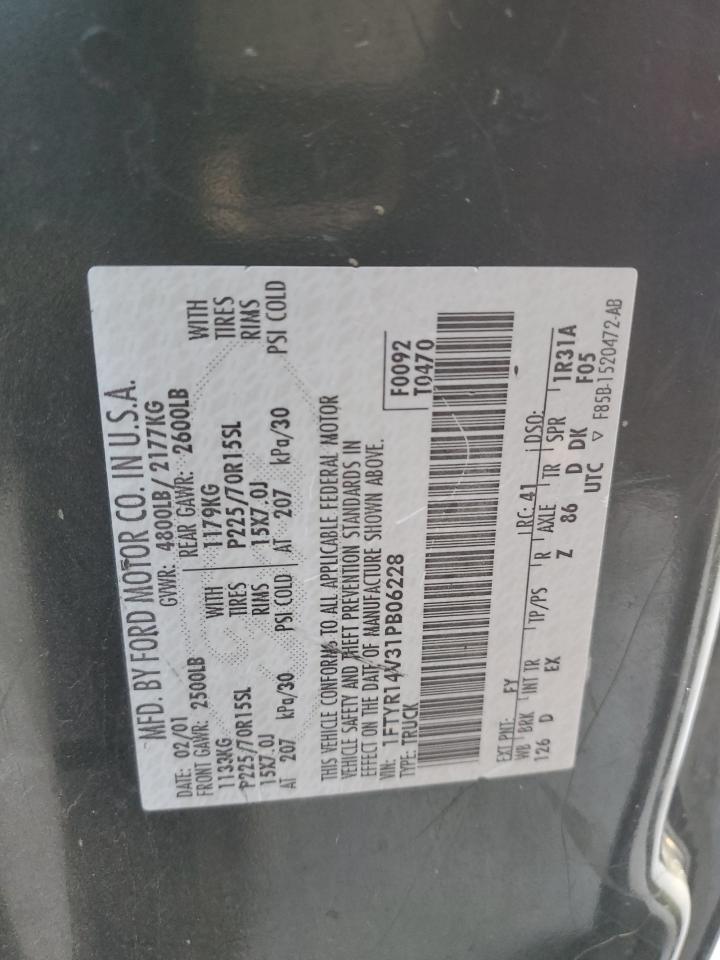 MFD. BY FORD MOTOR CO. IN U.S.A.
DATE: 02/01 GVWR: 4800LB/2177KG
FRONT GAWR: 2500LB REAR GAWR: 2600LB
1133KG WITH 1179KG WITH
P225/70R15SL TIRES P225/70R15SL TIRES
15X7.0J RIMS 15X7.0J RIMS
AT 207 kPa/30 PSI COLD AT 207 kPa/30 PSI COLD
THIS VEHICLE CONFORMS TO ALL APPLICABLE FEDERAL MOTOR
VEHICLE SAFETY AND THEFT PREVENTION STANDARDS IN
EFFECT ON THE DATE OF MANUFACTURE SHOWN ABOVE.
VIN: 1FTYR14V31PB06228 F0092
TYPE: TRUCK T0470
EXT PNT: FY RC: 41 DSO:
WB BRK INT TR TP/PS R AXLE TR SPR 1R31A
126 D EX Z 86 D DK F05
UTC ▽ F85B-1520472-AB